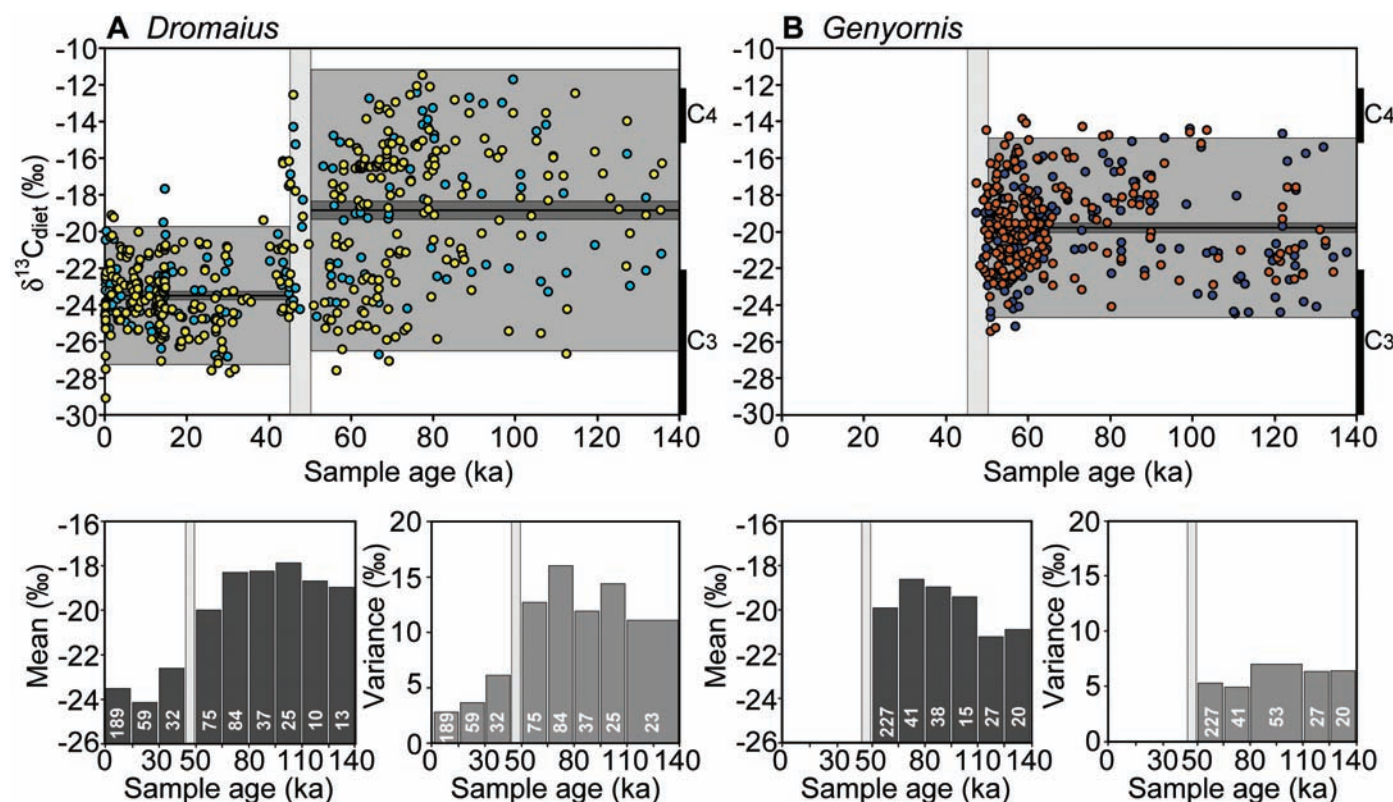 A Dromaius
B Genyornis
δ13Cdiet (‰)
-10
-12
-14
-16
-18
-20
-22
-24
-26
-28
-30
0 20 40 60 80 100 120 140
Sample age (ka)
C4
C3
-10
-12
-14
-16
-18
-20
-22
-24
-26
-28
-30
0 20 40 60 80 100 120 140
Sample age (ka)
C4
C3
Mean (‰)
-16
-18
-20
-22
-24
-26
189 59 32 75 84 37 25 10 13
0 30 50 80 110 140
Sample age (ka)
Variance (‰)
20
15
10
5
0
189 59 32 75 84 37 25 23
0 30 50 80 110 140
Sample age (ka)
Mean (‰)
-16
-18
-20
-22
-24
-26
227 41 38 15 27 20
0 30 50 80 110 140
Sample age (ka)
Variance (‰)
20
15
10
5
0
227 41 53 27 20
0 30 50 80 110 140
Sample age (ka)